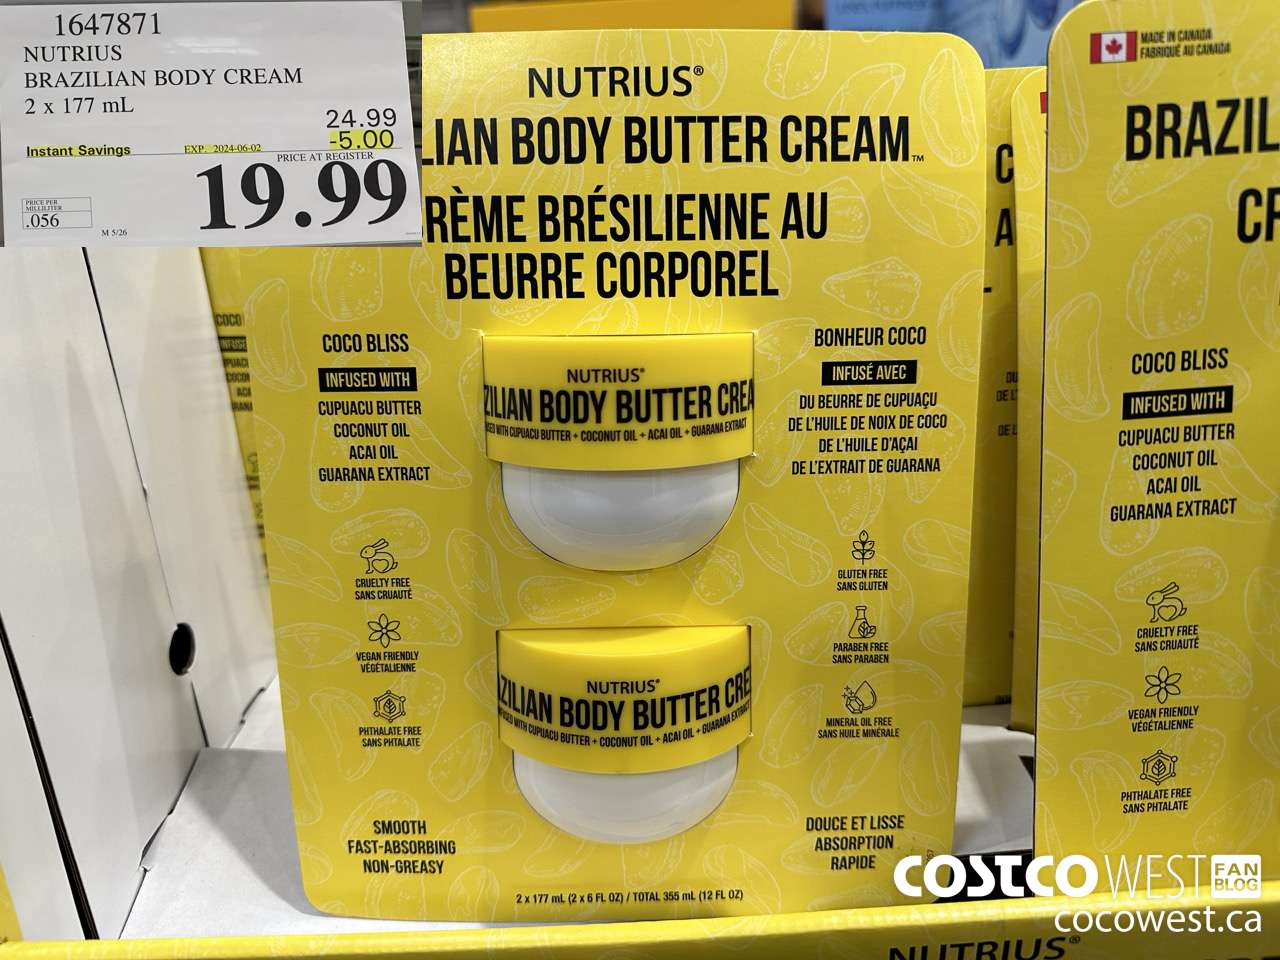 1647871
NUTRIUS
BRAZILIAN BODY CREAM
2 x 177 mL
24.99
Instant Savings EXP. 2024-06-02 -5.00
PRICE AT REGISTER
19.99
PRICE PER
MILLILITER
.056
M 5/26
NUTRIUS®
LIAN BODY BUTTER CREAM™
RÈME BRÉSILIENNE AU
BEURRE CORPOREL
COCO BLISS
INFUSED WITH
CUPUACU BUTTER
COCONUT OIL
ACAI OIL
GUARANA EXTRACT
CRUELTY FREE
SANS CRUAUTÉ
VEGAN FRIENDLY
VÉGÉTALIENNE
PHTHALATE FREE
SANS PHTALATE
SMOOTH
FAST-ABSORBING
NON-GREASY
NUTRIUS®
ZILIAN BODY BUTTER CREA
USED WITH CUPUACU BUTTER + COCONUT OIL + ACAI OIL + GUARANA EXTRACT
NUTRIUS®
ZILIAN BODY BUTTER CRE
FUSED WITH CUPUACU BUTTER + COCONUT OIL + ACAI OIL + GUARANA EXTRACT
2 x 177 mL (2 x 6 FL OZ) / TOTAL 355 mL (12 FL OZ)
BONHEUR COCO
INFUSÉ AVEC
DU BEURRE DE CUPUAÇU
DE L'HUILE DE NOIX DE COCO
DE L'HUILE D'AÇAI
DE L'EXTRAIT DE GUARANA
GLUTEN FREE
SANS GLUTEN
PARABEN FREE
SANS PARABEN
MINERAL OIL FREE
SANS HUILE MINÉRALE
DOUCE ET LISSE
ABSORPTION
RAPIDE
MADE IN CANADA
FABRIQUÉ AU CANADA
BRAZIL
CR
COCO BLISS
INFUSED WITH
CUPUACU BUTTER
COCONUT OIL
ACAI OIL
GUARANA EXTRACT
CRUELTY FREE
SANS CRUAUTÉ
VEGAN FRIENDLY
VÉGÉTALIENNE
PHTHALATE FREE
SANS PHTALATE
NUTRIUS®
COSTCO WEST FAN BLOG
cocowest.ca